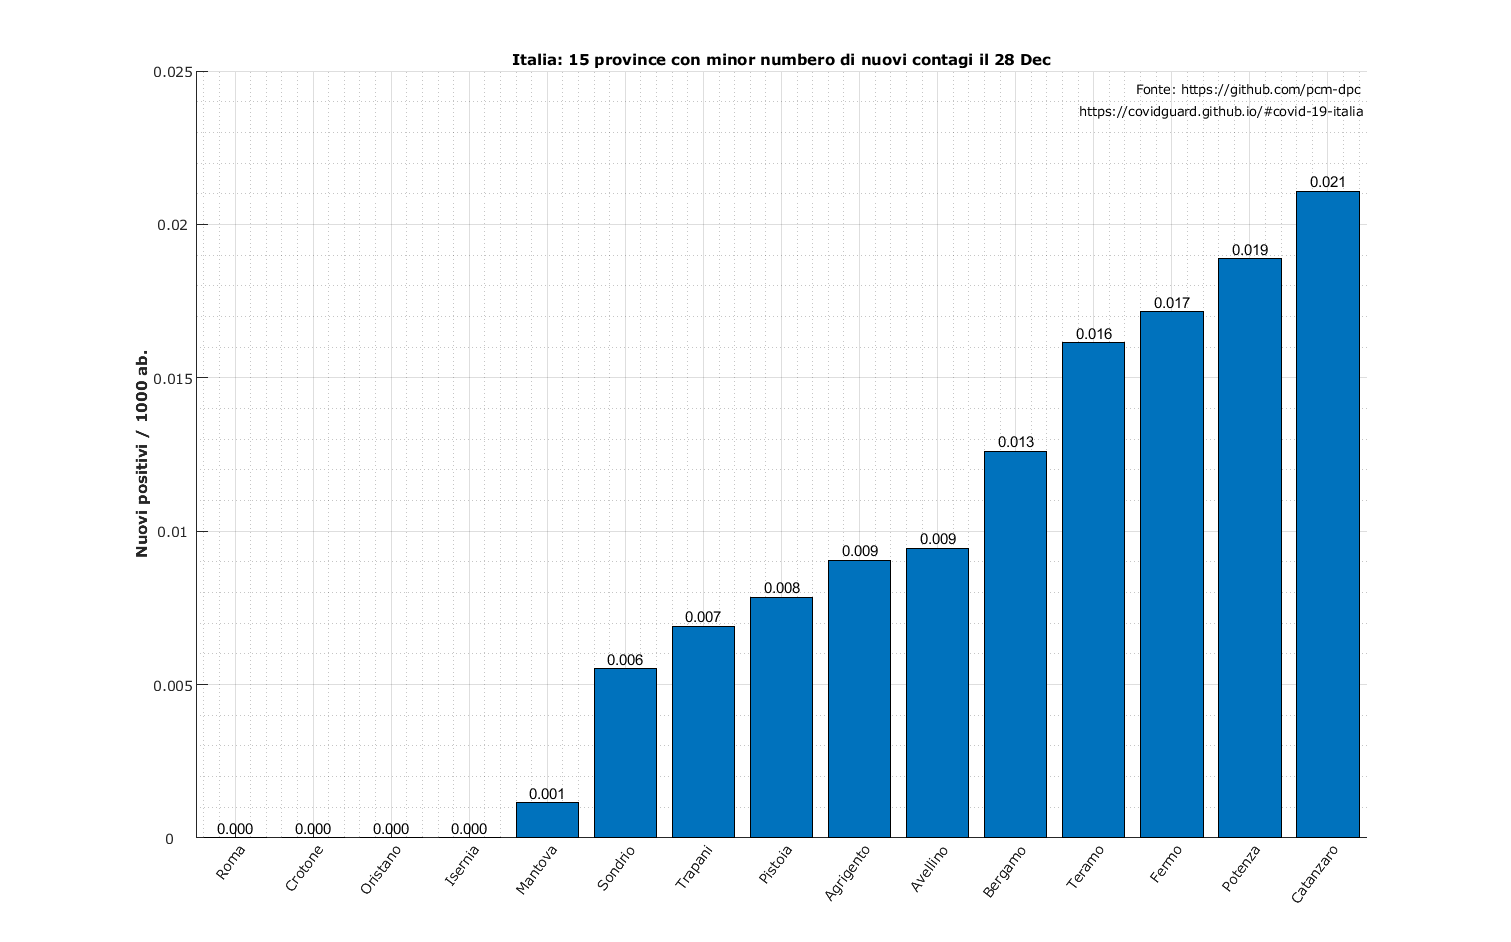 Italia: 15 province con minor numbero di nuovi contagi il 28 Dec
Fonte: https://github.com/pcm-dpc
https://covidguard.github.io/#covid-19-italia
Nuovi positivi / 1000 ab.
0.025
0.02
0.015
0.01
0.005
0
0.000
0.000
0.000
0.000
0.001
0.006
0.007
0.008
0.009
0.009
0.013
0.016
0.017
0.019
0.021
Roma
Crotone
Oristano
Isernia
Mantova
Sondrio
Trapani
Pistoia
Agrigento
Avellino
Bergamo
Teramo
Fermo
Potenza
Catanzaro